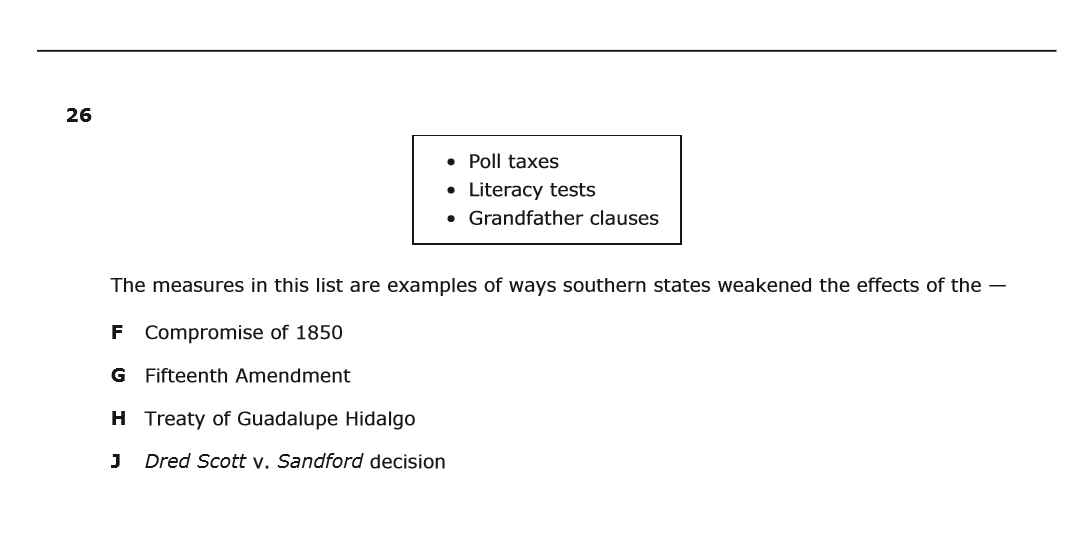 26
• Poll taxes
• Literacy tests
• Grandfather clauses
The measures in this list are examples of ways southern states weakened the effects of the —
F Compromise of 1850
G Fifteenth Amendment
H Treaty of Guadalupe Hidalgo
J Dred Scott v. Sandford decision